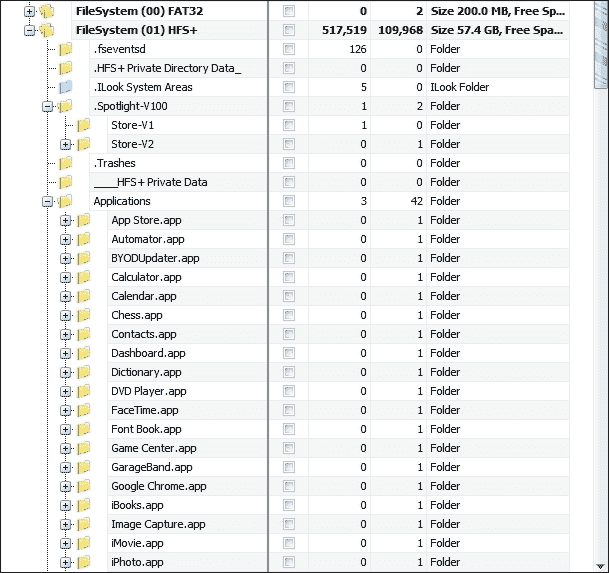 FileSystem (00) FAT32 0 2 Size 200.0 MB, Free Sp...
FileSystem (01) HFS+ 517,519 109,968 Size 57.4 GB, Free Spa...
.fseventsd 126 0 Folder
.HFS+ Private Directory Data_ 0 0 Folder
.ILook System Areas 5 0 ILook Folder
.Spotlight-V100 1 2 Folder
Store-V1 1 0 Folder
Store-V2 0 1 Folder
.Trashes 0 0 Folder
____HFS+ Private Data 0 0 Folder
Applications 3 42 Folder
App Store.app 0 1 Folder
Automator.app 0 1 Folder
BYODUpdater.app 0 1 Folder
Calculator.app 0 1 Folder
Calendar.app 0 1 Folder
Chess.app 0 1 Folder
Contacts.app 0 1 Folder
Dashboard.app 0 1 Folder
Dictionary.app 0 1 Folder
DVD Player.app 0 1 Folder
FaceTime.app 0 1 Folder
Font Book.app 0 1 Folder
Game Center.app 0 1 Folder
GarageBand.app 0 1 Folder
Google Chrome.app 0 1 Folder
iBooks.app 0 1 Folder
Image Capture.app 0 1 Folder
iMovie.app 0 1 Folder
iPhoto.app 0 1 Folder